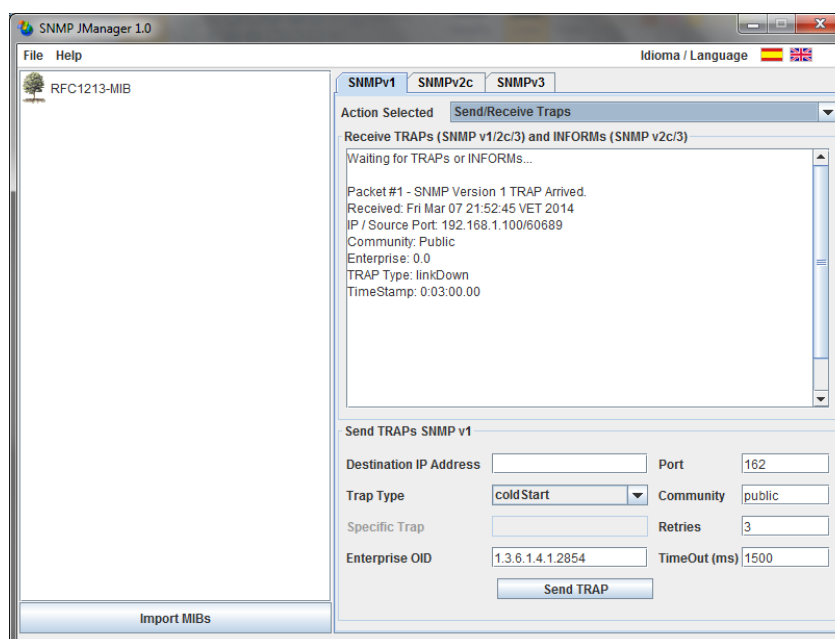 SNMP JManager 1.0
File Help
Idioma / Language
RFC1213-MIB
Import MIBs
SNMPv1 SNMPv2c SNMPv3
Action Selected Send/Receive Traps
Receive TRAPs (SNMP v1/2c/3) and INFORMs (SNMP v2c/3)
Waiting for TRAPs or INFORMs...
Packet #1 - SNMP Version 1 TRAP Arrived.
Received: Fri Mar 07 21:52:45 VET 2014
IP / Source Port: 192.168.1.100/60689
Community: Public
Enterprise: 0.0
TRAP Type: linkDown
TimeStamp: 0:03:00.00
Send TRAPs SNMP v1
Destination IP Address Port 162
Trap Type coldStart Community public
Specific Trap Retries 3
Enterprise OID 1.3.6.1.4.1.2854 TimeOut (ms) 1500
Send TRAP